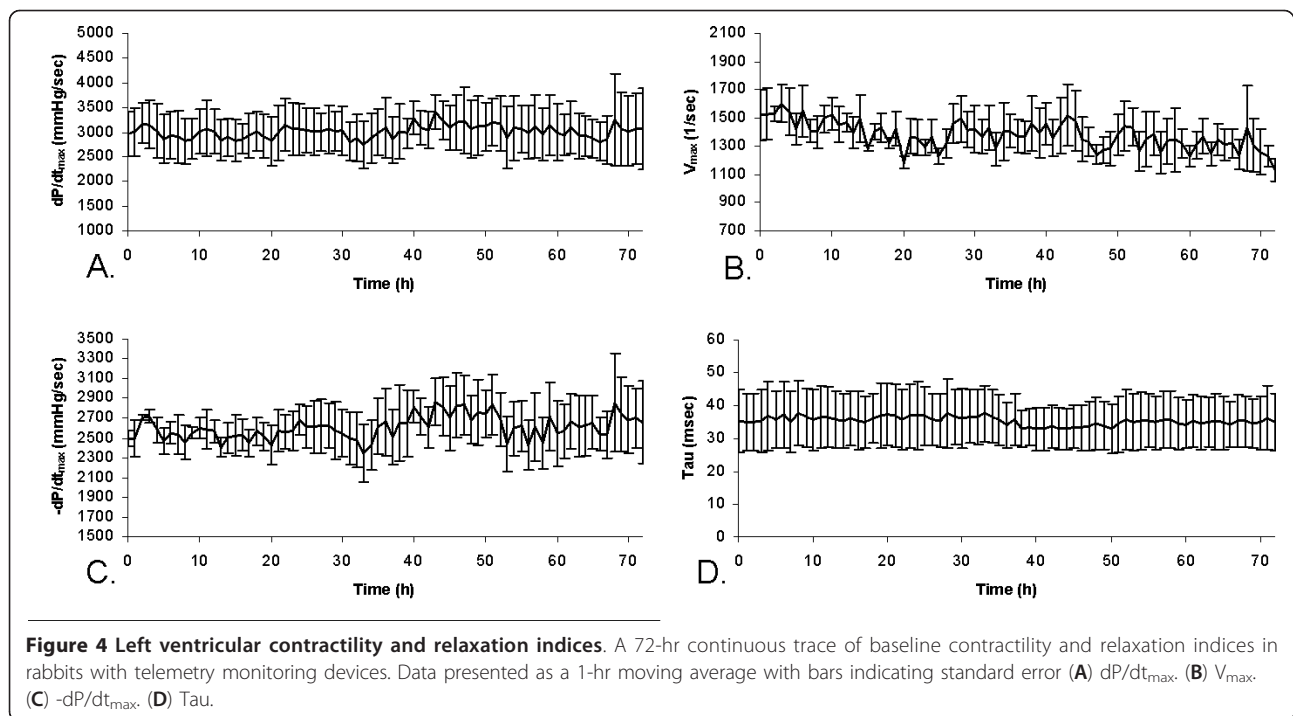 5000
4500
4000
3500
3000
2500
2000
1500
1000
dP/dtmax (mmHg/sec)
0 10 20 30 40 50 60 70
Time (h)
A.
2100
1900
1700
1500
1300
1100
900
700
Vmax (1/sec)
0 10 20 30 40 50 60 70
Time (h)
B.
3500
3300
3100
2900
2700
2500
2300
2100
1900
1700
1500
-dP/dtmax (mmHg/sec)
0 10 20 30 40 50 60 70
Time (h)
C.
60
50
40
30
20
10
0
Tau (msec)
0 10 20 30 40 50 60 70
Time (h)
D.
Figure 4 Left ventricular contractility and relaxation indices. A 72-hr continuous trace of baseline contractility and relaxation indices in
rabbits with telemetry monitoring devices. Data presented as a 1-hr moving average with bars indicating standard error (A) dP/dtmax. (B) Vmax.
(C) -dP/dtmax. (D) Tau.